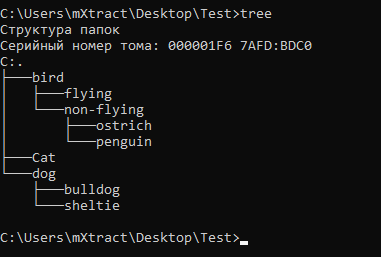 C:\Users\mXtract\Desktop\Test>tree
Структура папок
Серийный номер тома: 000001F6 7AFD:BDC0
C:.
├───bird
│   ├───flying
│   └───non-flying
│       ├───ostrich
│       └───penguin
├───Cat
└───dog
    ├───bulldog
    └───sheltie
C:\Users\mXtract\Desktop\Test>